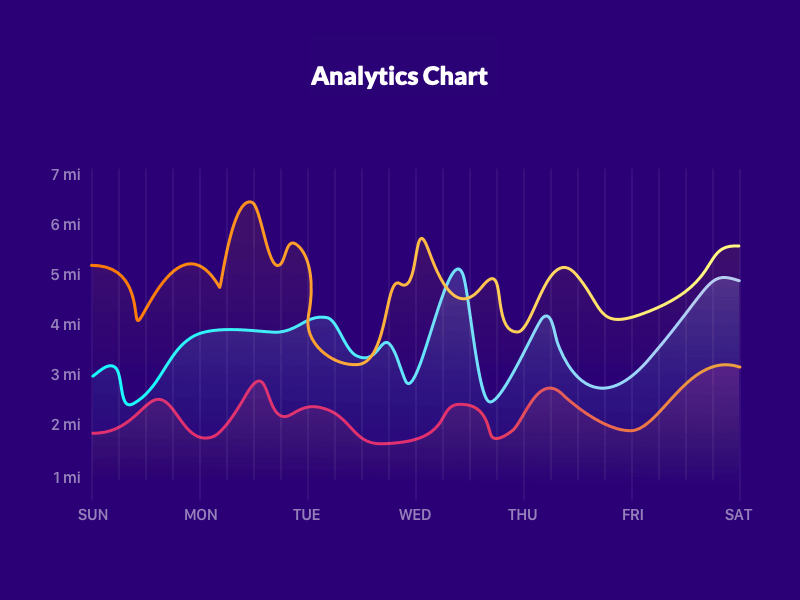 Analytics Chart
7 mi
6 mi
5 mi
4 mi
3 mi
2 mi
1 mi
SUN MON TUE WED THU FRI SAT